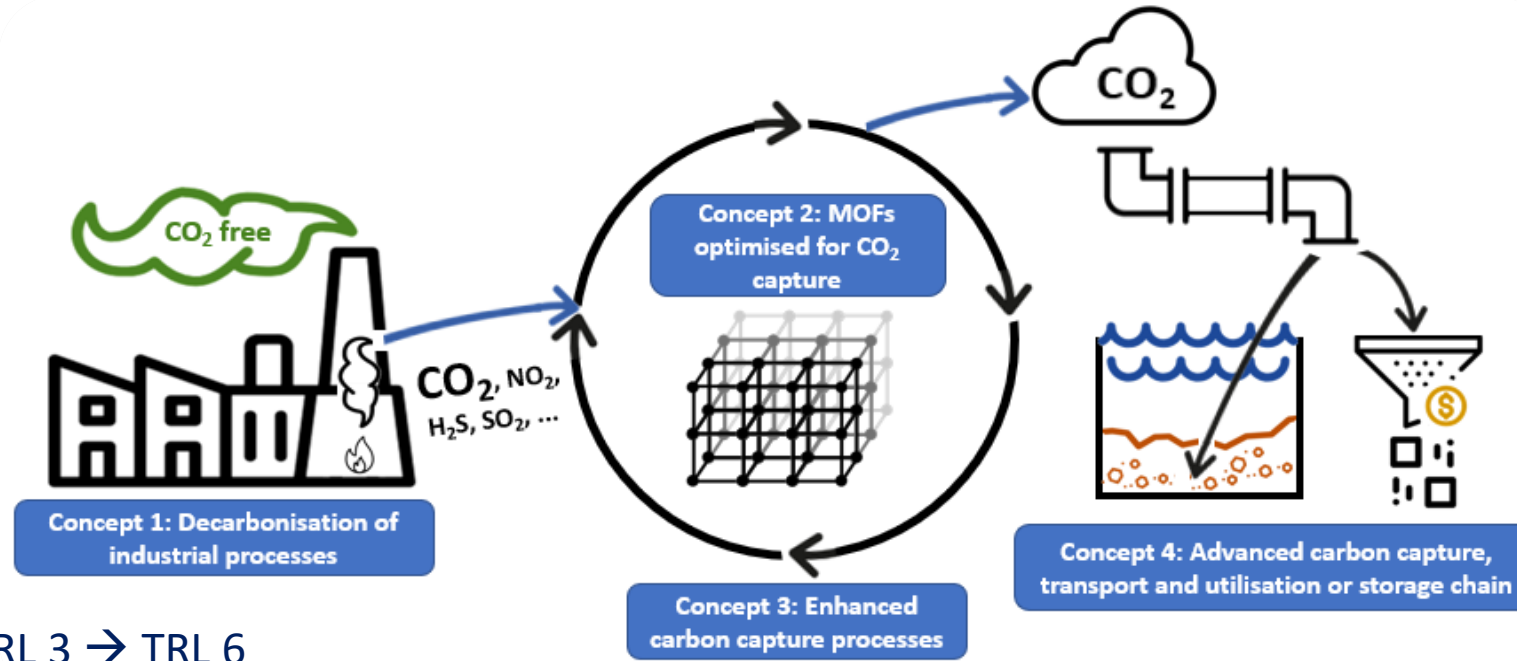 CO₂ free
CO₂, NO₂,
H₂S, SO₂, ...
Concept 1: Decarbonisation of
industrial processes
Concept 2: MOFs
optimised for CO₂
capture
Concept 3: Enhanced
carbon capture processes
CO₂
$
Concept 4: Advanced carbon capture,
transport and utilisation or storage chain
RL 3 → TRL 6